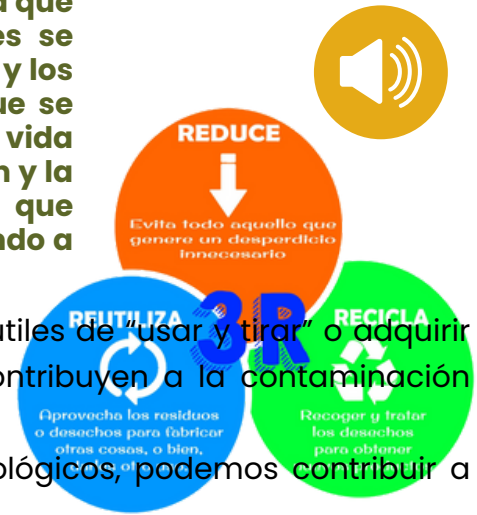 que
es se
y los
ue se
vida
n y la
que
ndo a
REDUCE
Evita todo aquello que
genere un desperdicio
innecesario
3R
REUTILIZA
Aprovecha los residuos
o desechos para fabricar
otras cosas, o bien,
RECICLA
Recoger y tratar
los desechos
para obtener
útiles de “usar y tirar” o adquirir
ontribuyen a la contaminación
ológicos, podemos contribuir a